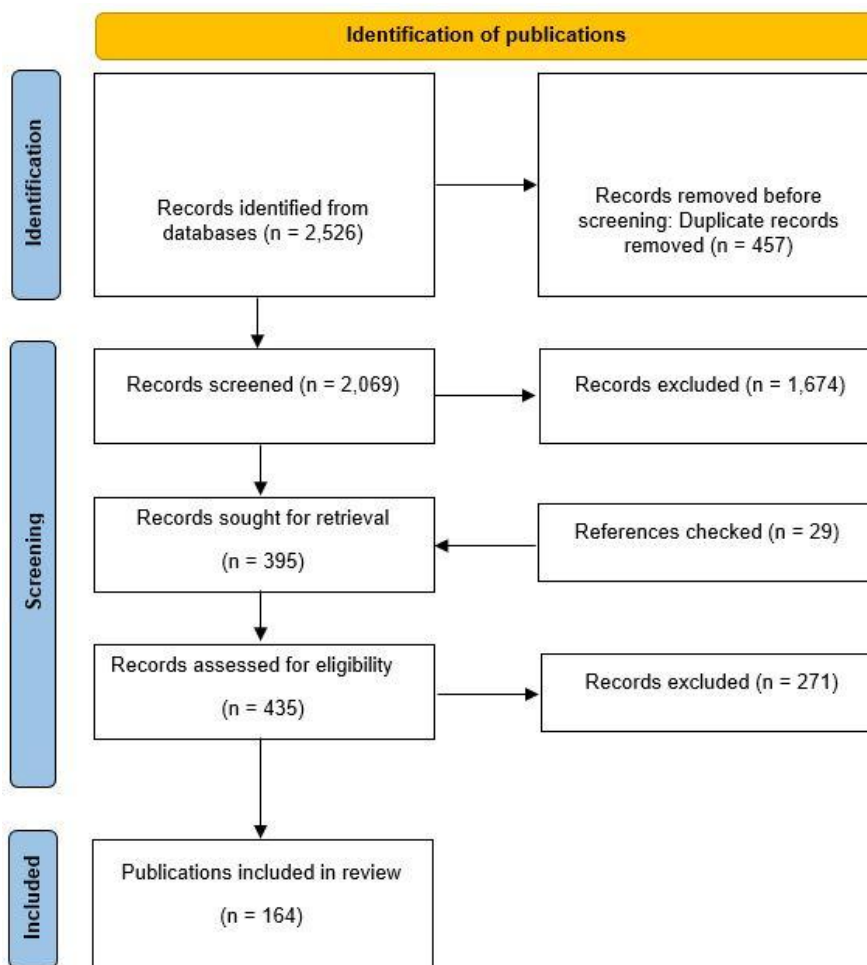 Identification of publications
Identification
Records identified from
databases (n = 2,526)
Records removed before
screening: Duplicate records
removed (n = 457)
Screening
Records screened (n = 2,069)
Records excluded (n = 1,674)
Records sought for retrieval
(n = 395)
References checked (n = 29)
Records assessed for eligibility
(n = 435)
Records excluded (n = 271)
Included
Publications included in review
(n = 164)